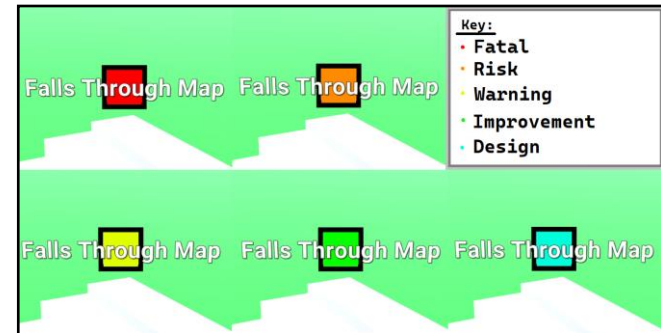 Falls Through Map
Falls Through Map
Key:
Fatal
Risk
Warning
Improvement
Design
Falls Through Map
Falls Through Map
Falls Through Map